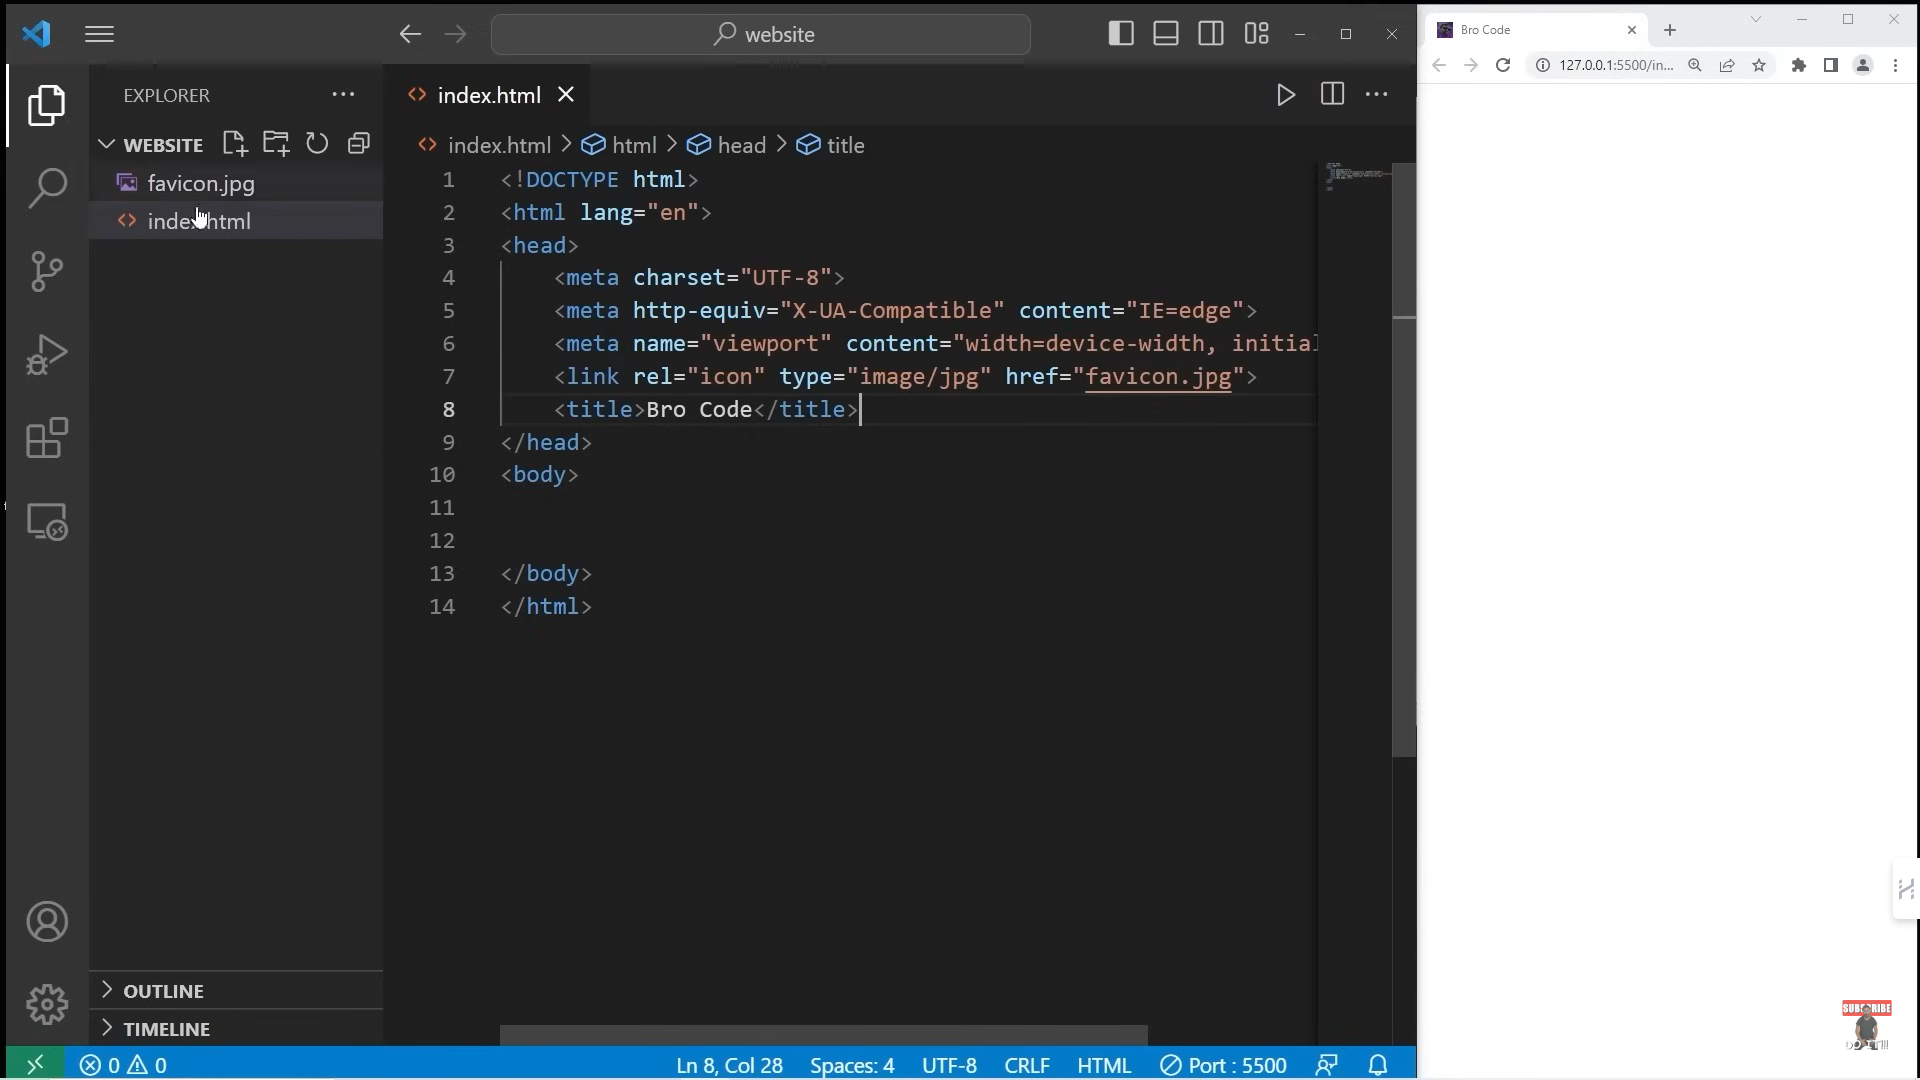 website
EXPLORER
WEBSITE
favicon.jpg
index.html
OUTLINE
TIMELINE
index.html
index.html > html > head > title
1 <!DOCTYPE html>
2 <html lang="en">
3 <head>
4 <meta charset="UTF-8">
5 <meta http-equiv="X-UA-Compatible" content="IE=edge">
6 <meta name="viewport" content="width=device-width, initial
7 <link rel="icon" type="image/jpg" href="favicon.jpg">
8 <title>Bro Code</title>
9 </head>
10 <body>
11
12
13 </body>
14 </html>
0 0 Ln 8, Col 28 Spaces: 4 UTF-8 CRLF HTML Port : 5500
Bro Code
127.0.0.1:5500/in...
SUBSCRIBE